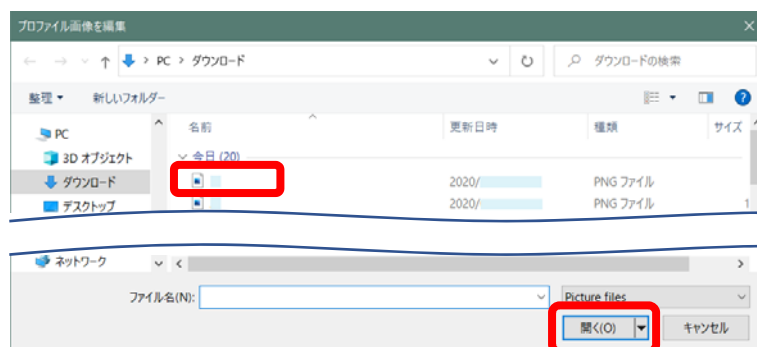 プロファイル画像を編集
PC > ダウンロード
ダウンロードの検索
整理 新しいフォルダー
PC
名前 更新日時 種類 サイズ
3D オブジェクト
今日 (20)
ダウンロード
2020/ PNG ファイル
デスクトップ
2020/ PNG ファイル 1
ネットワーク
ファイル名(N): Picture files
開く(O) キャンセル